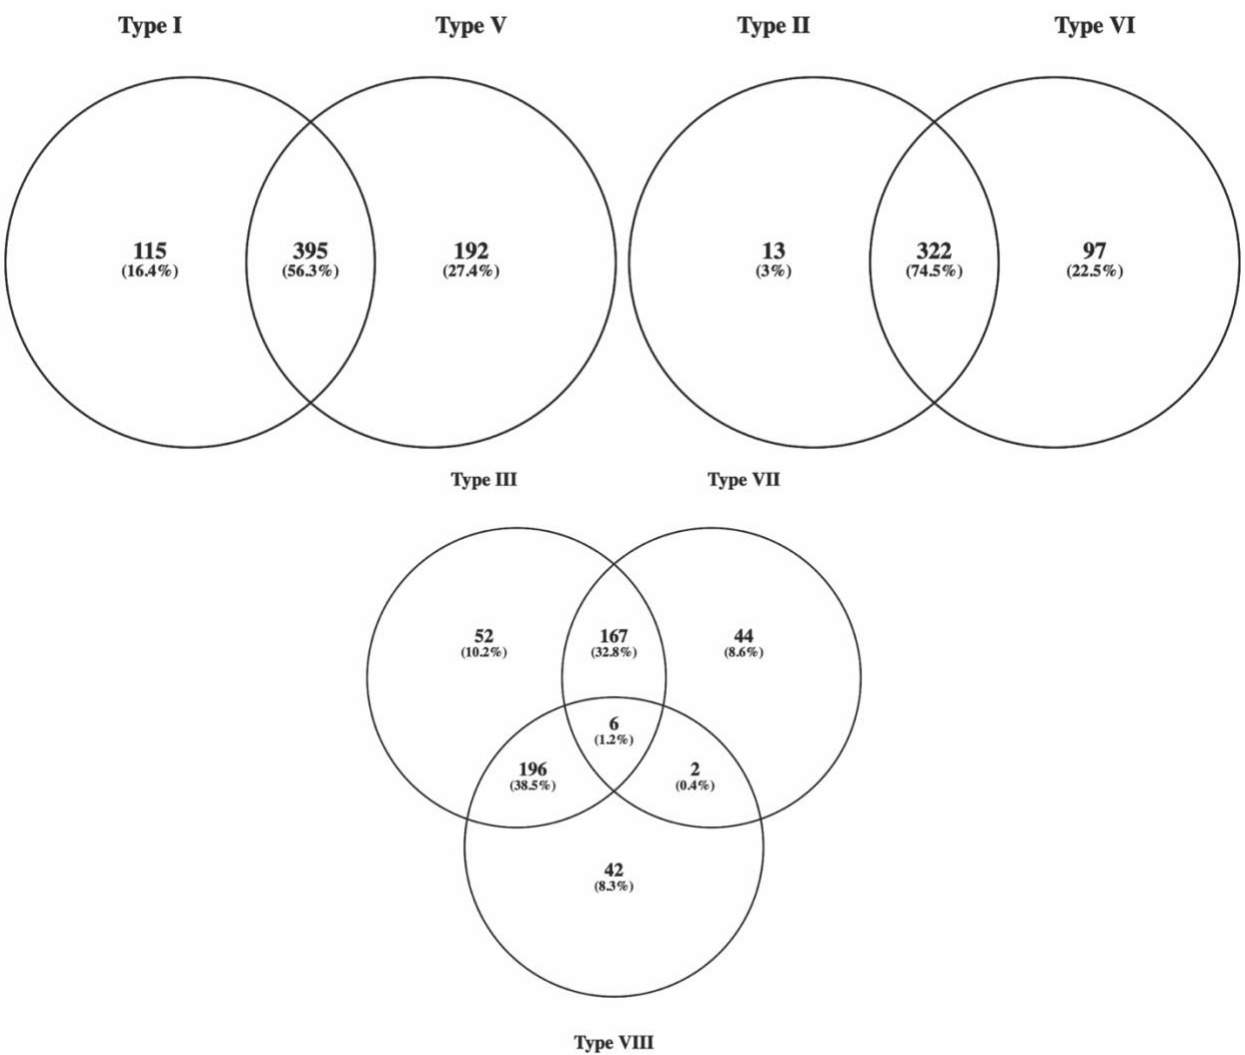 Type I Type V Type II Type VI
115 395 192 13 322 97
(16.4%) (56.3%) (27.4%) (3%) (74.5%) (22.5%)
Type III Type VII
52 167 44
(10.2%) (32.8%) (8.6%)
6
(1.2%)
196 2
(38.5%) (0.4%)
42
(8.3%)
Type VIII